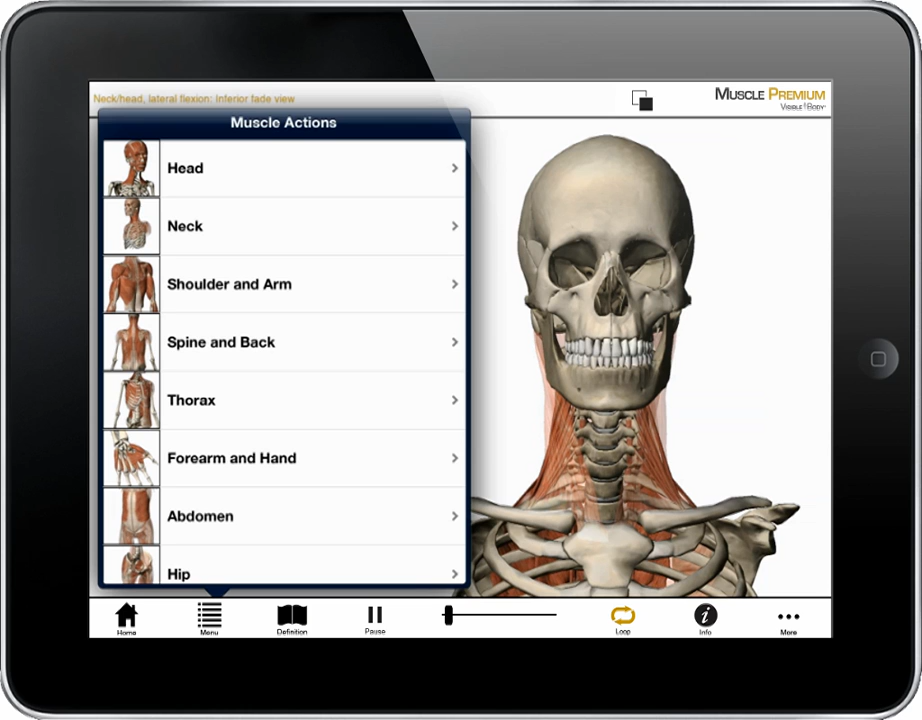 Neck/head, lateral flexion: Inferior fade view
MUSCLE PREMIUM
VISIBLE BODY
Muscle Actions
Head
Neck
Shoulder and Arm
Spine and Back
Thorax
Forearm and Hand
Abdomen
Hip
Home
Menu
Definition
Pause
Loop
Info
More